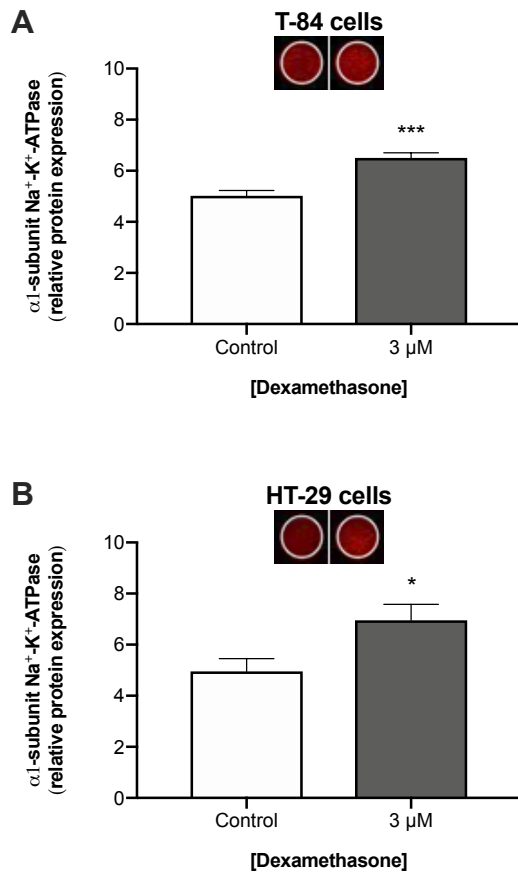 A
T-84 cells
α1-subunit Na⁺-K⁺-ATPase
(relative protein expression)
10
8
6
4
2
0
***
Control
3 µM
[Dexamethasone]
B
HT-29 cells
α1-subunit Na⁺-K⁺-ATPase
(relative protein expression)
10
8
6
4
2
0
*
Control
3 µM
[Dexamethasone]